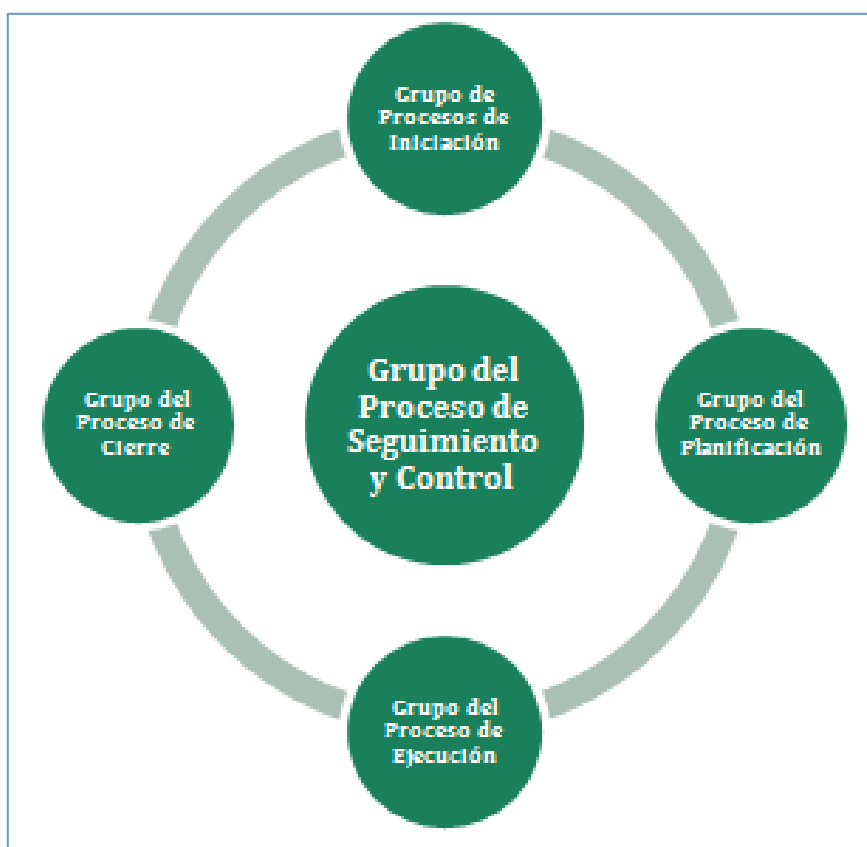 Grupo de
Procesos de
Iniciación
Grupo del
Proceso de
Cierre
Grupo del
Proceso de
Seguimiento
y Control
Grupo del
Proceso de
Planificación
Grupo del
Proceso de
Ejecución